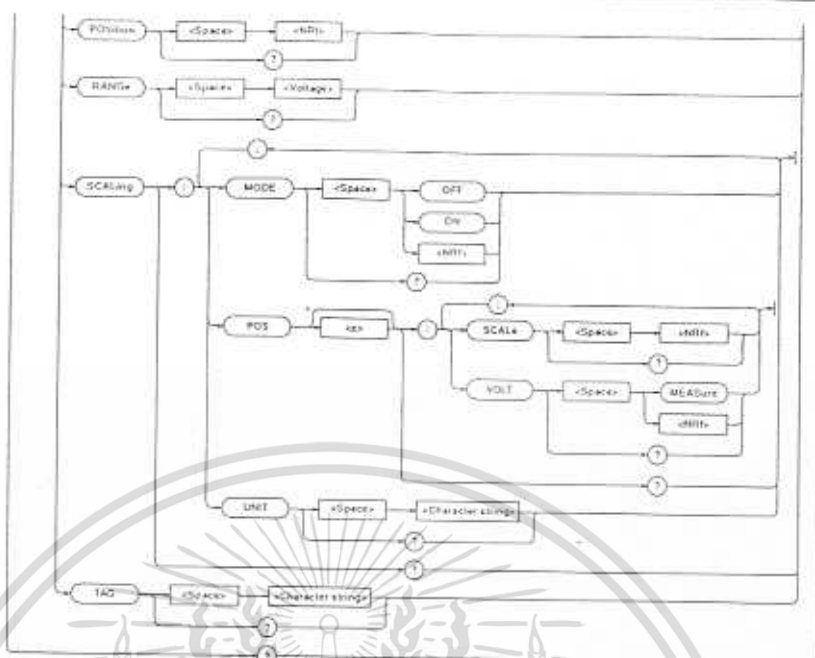 POSition <Space> <NRf>
?
RANGe <Space> <Voltage>
?
;
SCALing : MODE <Space> OFF
ON
<NRf>
?
;
POS <x> : SCALe <Space> <NRf>
?
VOLT <Space> MEASure
<NRf>
?
?
UNIT <Space> <Character string>
?
?
TAG <Space> <Character string>
?
?